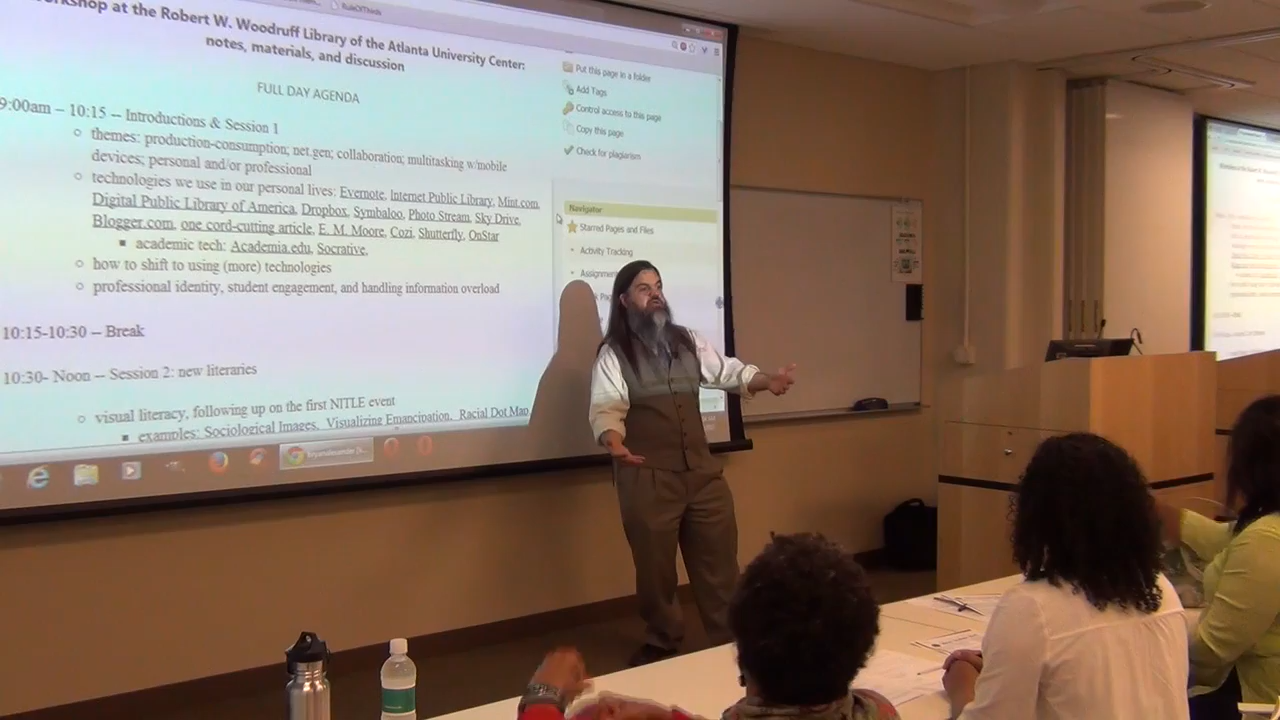 RuleOfThirds
orkshop at the Robert W. Woodruff Library of the Atlanta University Center:
notes, materials, and discussion
FULL DAY AGENDA
9:00am – 10:15 -- Introductions & Session 1
themes: production-consumption; net.gen; collaboration; multitasking w/mobile
devices; personal and/or professional
technologies we use in our personal lives: Evernote, Internet Public Library, Mint.com,
Digital Public Library of America, Dropbox, Symbaloo, Photo Stream, Sky Drive,
Blogger.com, one cord-cutting article, E. M. Moore, Cozi, Shutterfly, OnStar
academic tech: Academia.edu, Socrative,
how to shift to using (more) technologies
professional identity, student engagement, and handling information overload
10:15-10:30 -- Break
10:30- Noon -- Session 2: new literaries
visual literacy, following up on the first NITLE event
examples: Sociological Images, Visualizing Emancipation, Racial Dot Map
Put this page in a folder
Add Tags
Control access to this page
Copy this page
Check for plagiarism
Navigator
Starred Pages and Files
Activity Tracking
Assignmen